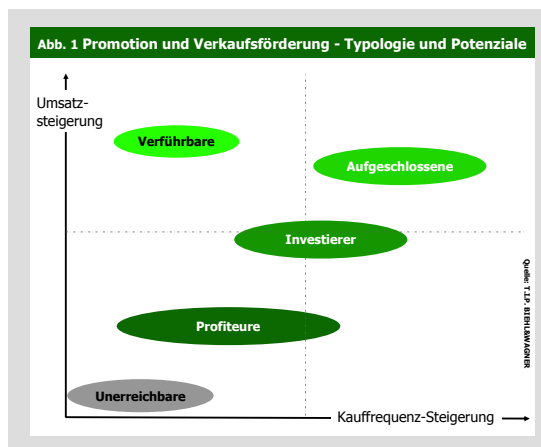 Abb. 1 Promotion und Verkaufsförderung - Typologie und Potenziale
Umsatz-
steigerung
Verführbare
Aufgeschlossene
Investierer
Profiteure
Unerreichbare
Kauffrequenz-Steigerung
Quelle: T.I.P. BIEHL&WAGNER